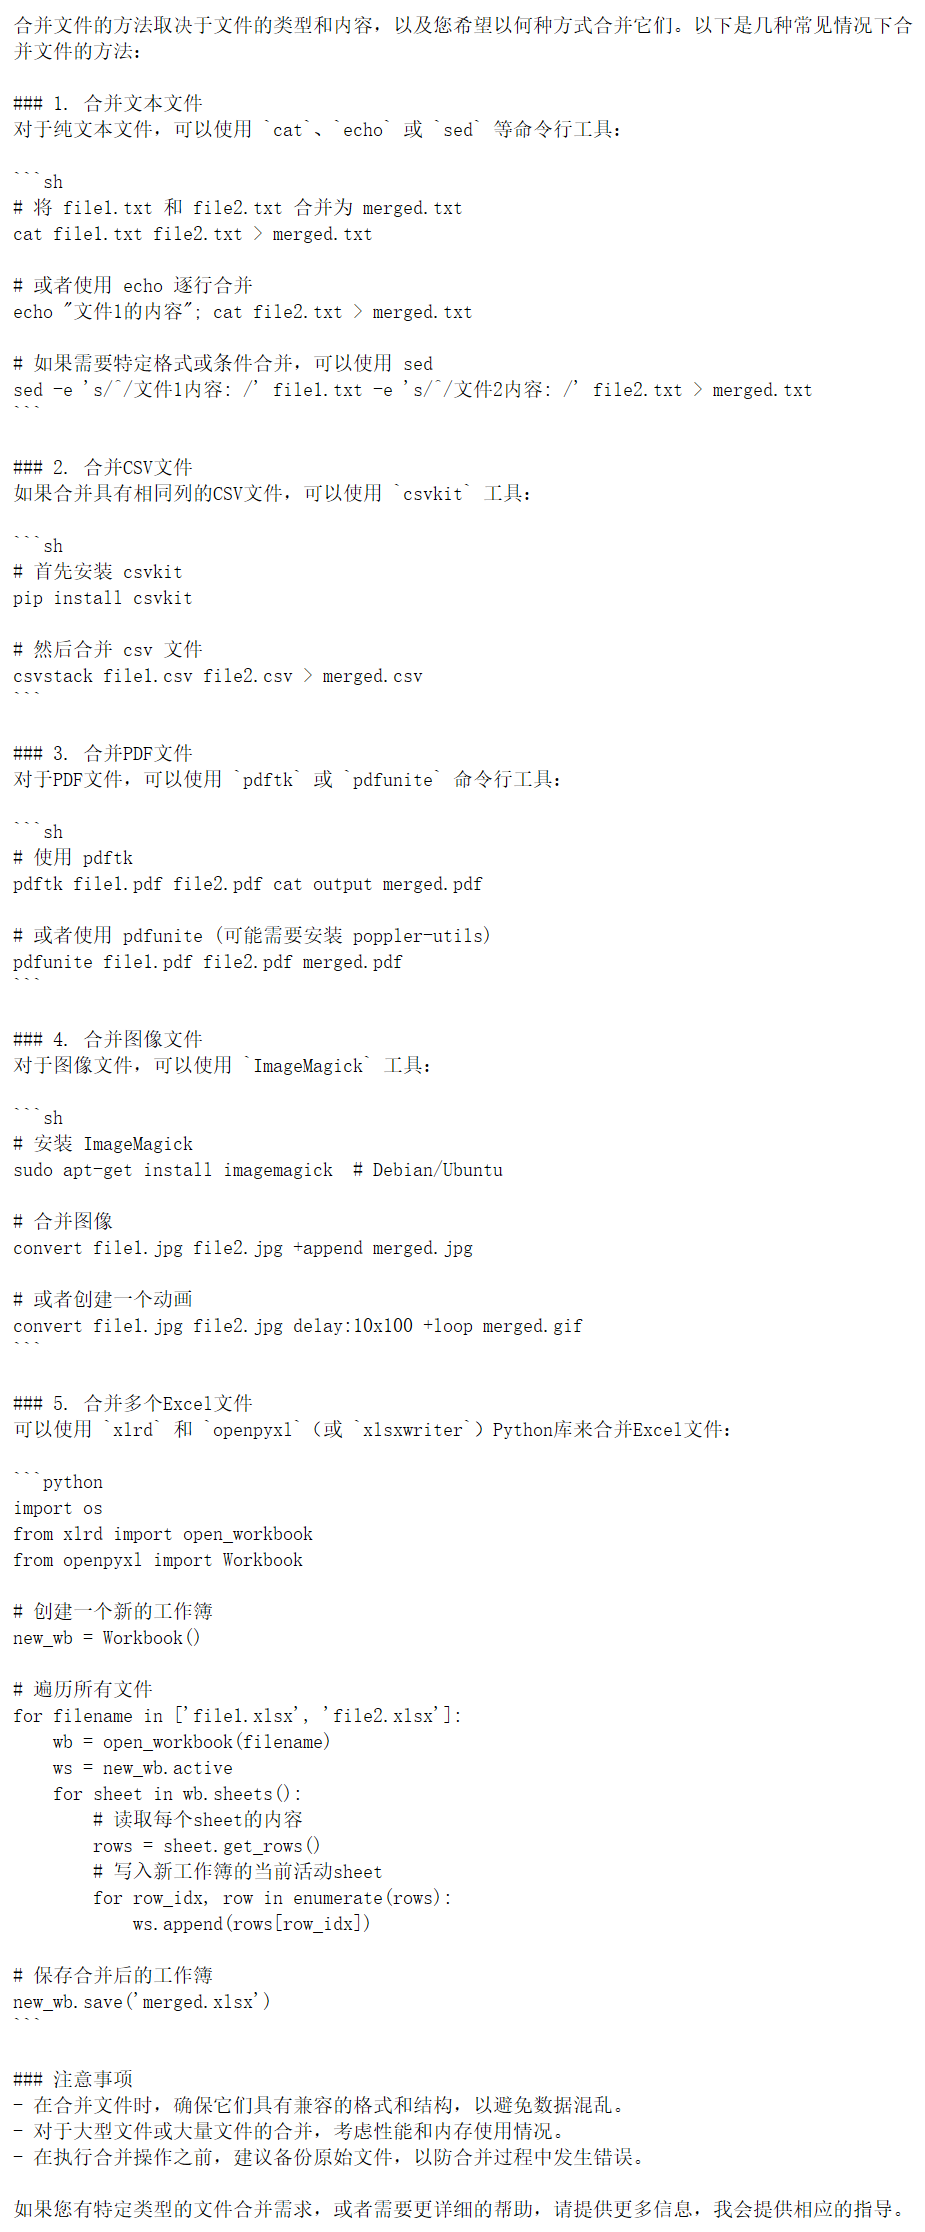 合并文件的方法取决于文件的类型和内容，以及您希望以何种方式合并它们。以下是几种常见情况下合
并文件的方法：
### 1. 合并文本文件
对于纯文本文件，可以使用 `cat`、`echo` 或 `sed` 等命令行工具：
```sh
# 将 file1.txt 和 file2.txt 合并为 merged.txt
cat file1.txt file2.txt > merged.txt
# 或者使用 echo 逐行合并
echo "文件1的内容"; cat file2.txt > merged.txt
# 如果需要特定格式或条件合并，可以使用 sed
sed -e 's/^/文件1内容: /' file1.txt -e 's/^/文件2内容: /' file2.txt > merged.txt
```
### 2. 合并CSV文件
如果合并具有相同列的CSV文件，可以使用 `csvkit` 工具：
```sh
# 首先安装 csvkit
pip install csvkit
# 然后合并 csv 文件
csvstack file1.csv file2.csv > merged.csv
```
### 3. 合并PDF文件
对于PDF文件，可以使用 `pdftk` 或 `pdfunite` 命令行工具：
```sh
# 使用 pdftk
pdftk file1.pdf file2.pdf cat output merged.pdf
# 或者使用 pdfunite (可能需要安装 poppler-utils)
pdfunite file1.pdf file2.pdf merged.pdf
```
### 4. 合并图像文件
对于图像文件，可以使用 `ImageMagick` 工具：
```sh
# 安装 ImageMagick
sudo apt-get install imagemagick  # Debian/Ubuntu
# 合并图像
convert file1.jpg file2.jpg +append merged.jpg
# 或者创建一个动画
convert file1.jpg file2.jpg delay:10x100 +loop merged.gif
```
### 5. 合并多个Excel文件
可以使用 `xlrd` 和 `openpyxl`（或 `xlsxwriter`）Python库来合并Excel文件：
```python
import os
from xlrd import open_workbook
from openpyxl import Workbook
# 创建一个新的工作簿
new_wb = Workbook()
# 遍历所有文件
for filename in ['file1.xlsx', 'file2.xlsx']:
    wb = open_workbook(filename)
    ws = new_wb.active
    for sheet in wb.sheets():
        # 读取每个sheet的内容
        rows = sheet.get_rows()
        # 写入新工作簿的当前活动sheet
        for row_idx, row in enumerate(rows):
            ws.append(rows[row_idx])
# 保存合并后的工作簿
new_wb.save('merged.xlsx')
```
### 注意事项
- 在合并文件时，确保它们具有兼容的格式和结构，以避免数据混乱。
- 对于大型文件或大量文件的合并，考虑性能和内存使用情况。
- 在执行合并操作之前，建议备份原始文件，以防合并过程中发生错误。
如果您有特定类型的文件合并需求，或者需要更详细的帮助，请提供更多信息，我会提供相应的指导。